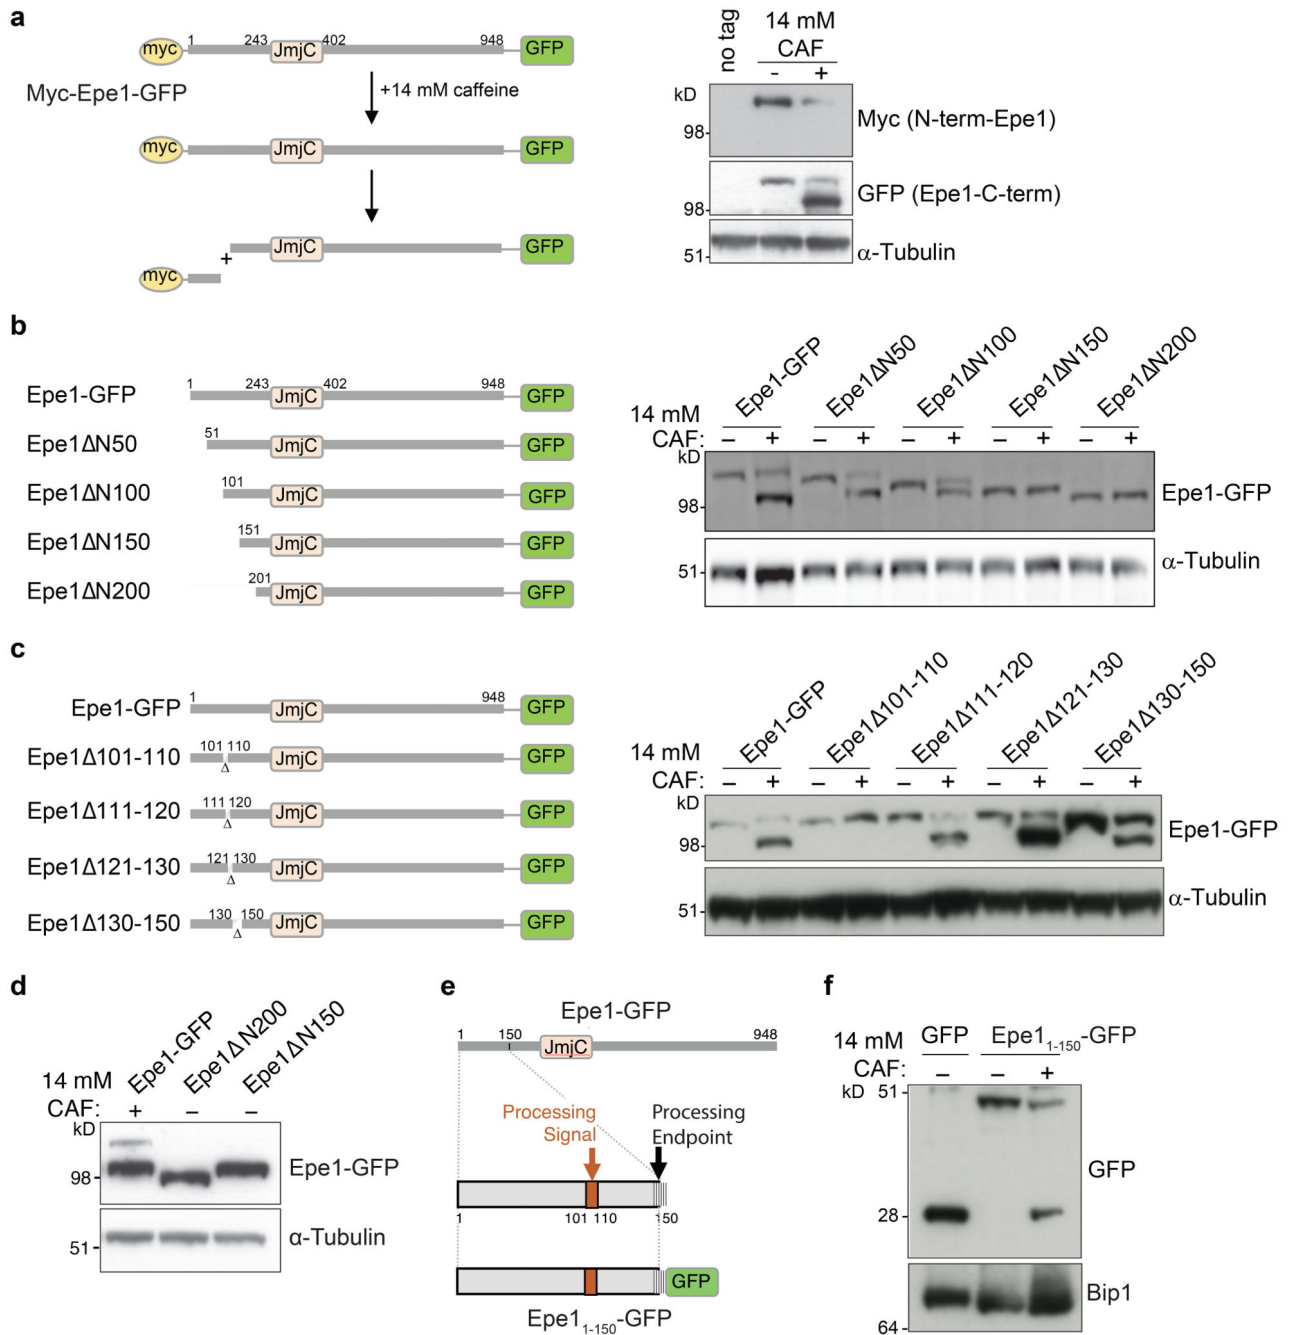 a
myc 1 243 JmjC 402 948 GFP
Myc-Epe1-GFP
+14 mM caffeine
myc JmjC GFP
JmjC GFP
+
myc
no tag
14 mM
CAF
- +
kD
98-
Myc (N-term-Epe1)
98-
GFP (Epe1-C-term)
51-
α-Tubulin
b
Epe1-GFP 1 243 JmjC 402 948 GFP
Epe1ΔN50 51 JmjC GFP
Epe1ΔN100 101 JmjC GFP
Epe1ΔN150 151 JmjC GFP
Epe1ΔN200 201 JmjC GFP
Epe1-GFP Epe1ΔN50 Epe1ΔN100 Epe1ΔN150 Epe1ΔN200
14 mM
CAF: – + – + – + – + – +
kD
98-
Epe1-GFP
51-
α-Tubulin
c
Epe1-GFP 1 JmjC 948 GFP
Epe1Δ101-110 101 110 Δ JmjC GFP
Epe1Δ111-120 111 120 Δ JmjC GFP
Epe1Δ121-130 121 130 Δ JmjC GFP
Epe1Δ130-150 130 150 Δ JmjC GFP
Epe1-GFP Epe1Δ101-110 Epe1Δ111-120 Epe1Δ121-130 Epe1Δ130-150
14 mM
CAF: – + – + – + – + – +
kD
98-
Epe1-GFP
51-
α-Tubulin
d
Epe1-GFP Epe1ΔN200 Epe1ΔN150
14 mM
CAF: + – –
kD
98-
Epe1-GFP
51-
α-Tubulin
e
Epe1-GFP
1 150 JmjC 948
Processing
Signal
Processing
Endpoint
1 101 110 150
GFP
Epe1₁₋₁₅₀-GFP
f
14 mM GFP Epe1₁₋₁₅₀-GFP
CAF: – – +
kD 51-
GFP
28-
Bip1
64-